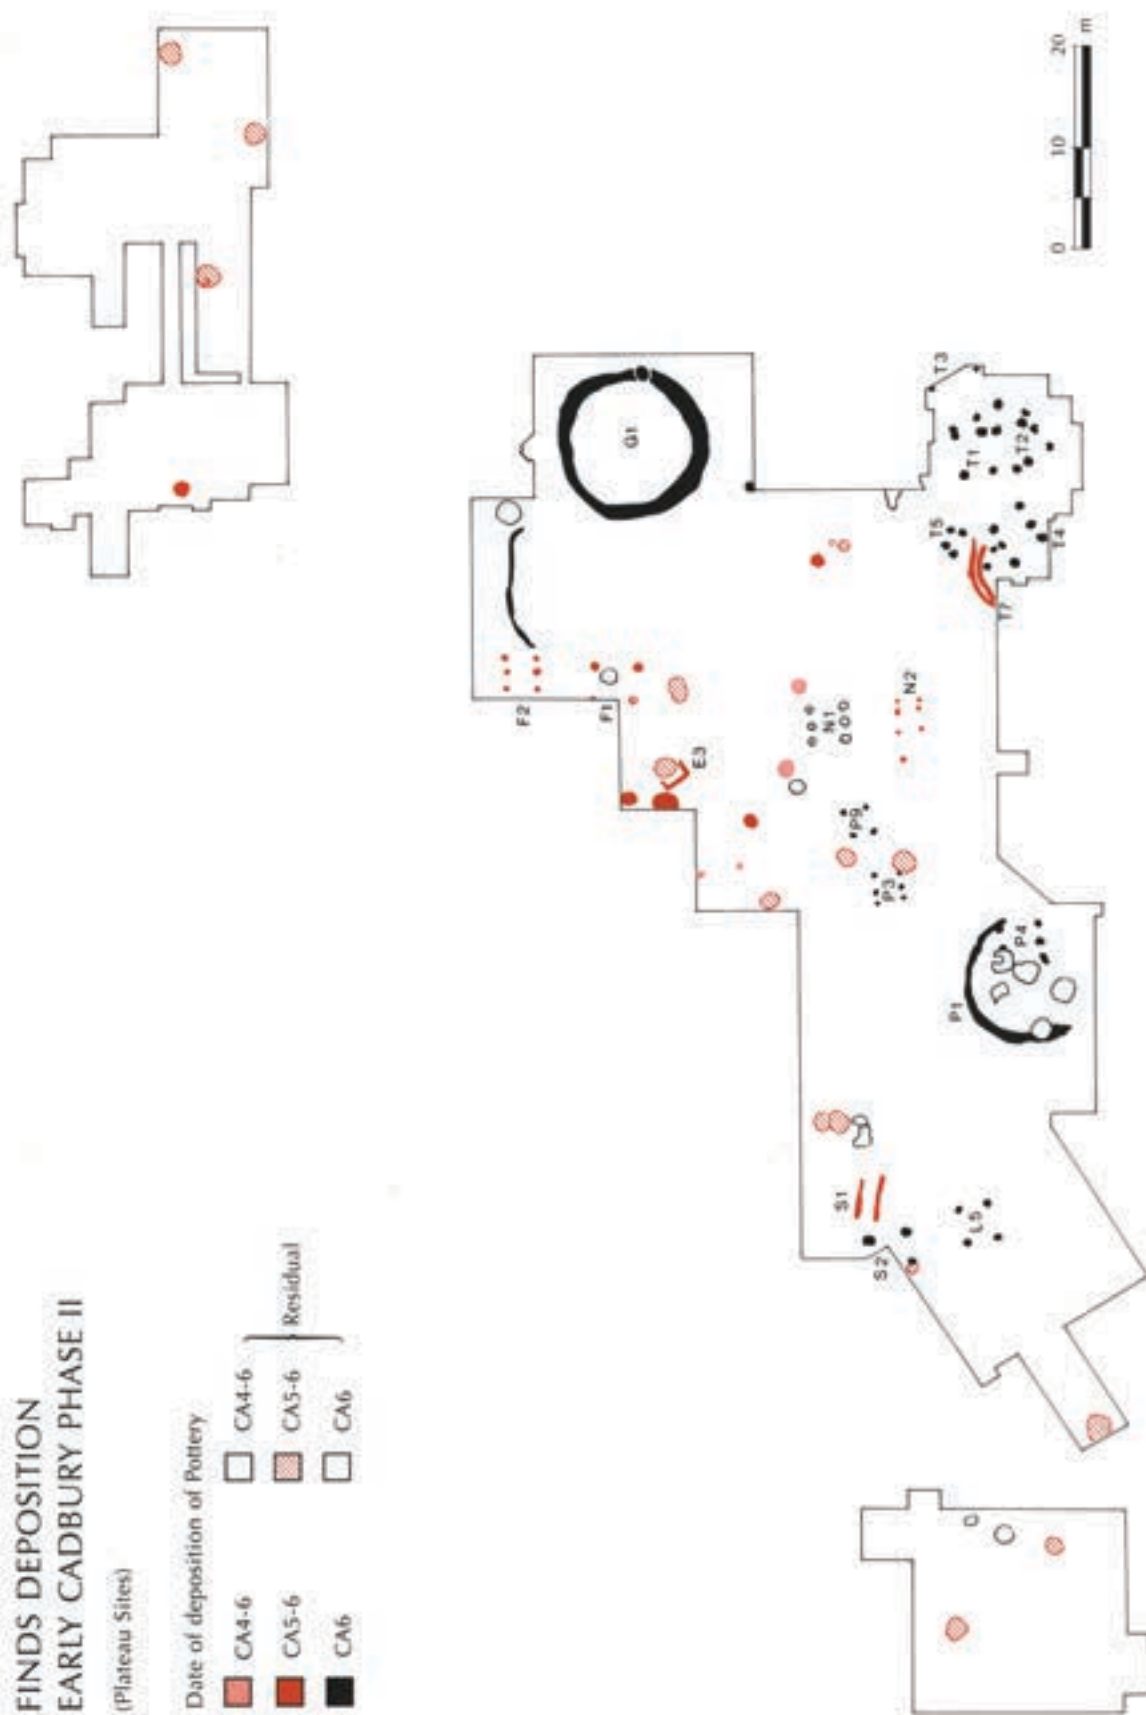 FINDS DEPOSITION
EARLY CADBURY PHASE II
(Plateau Sites)
Date of deposition of Pottery
CA4-6 CA4-6
CA5-6 CA5-6 Residual
CA6 CA6
F2
F1
G1
E3
N1
N2
P9
P3
P4
P1
S1
S2
L5
T1
T2
T3
T4
T5
T7
?
0 10 20
m